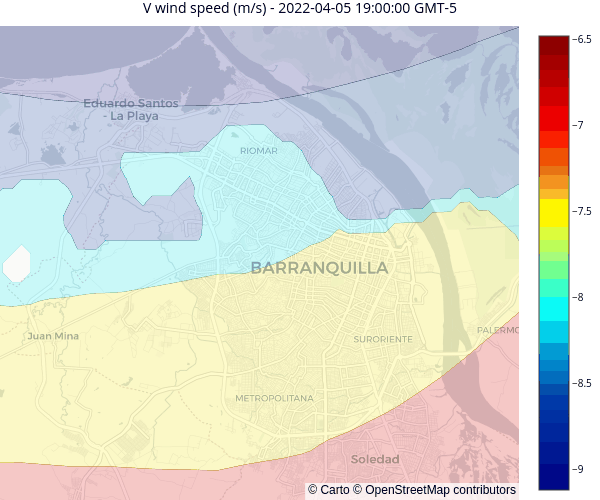 V wind speed (m/s) - 2022-04-05 19:00:00 GMT-5
−6.5
Eduardo Santos
- La Playa
−7
RIOMAR
−7.5
BARRANQUILLA
−8
Juan Mina
SURORIENTE
PALERMO
−8.5
METROPOLITANA
Soledad
−9
© Carto © OpenStreetMap contributors